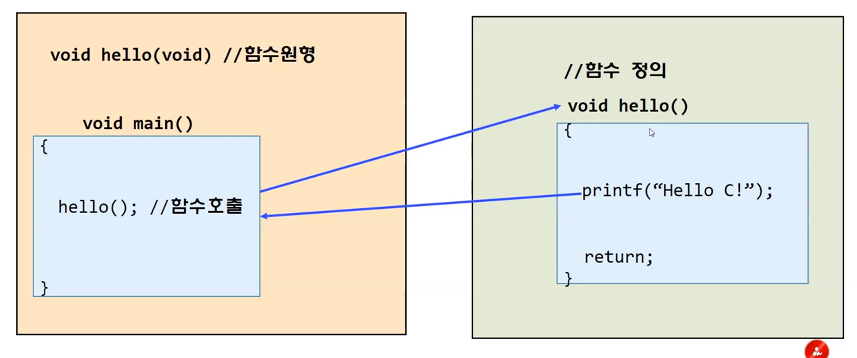 void hello(void) //함수원형
void main()
{
hello(); //함수호출
}
//함수 정의
void hello()
{
printf(“Hello C!”);
return;
}